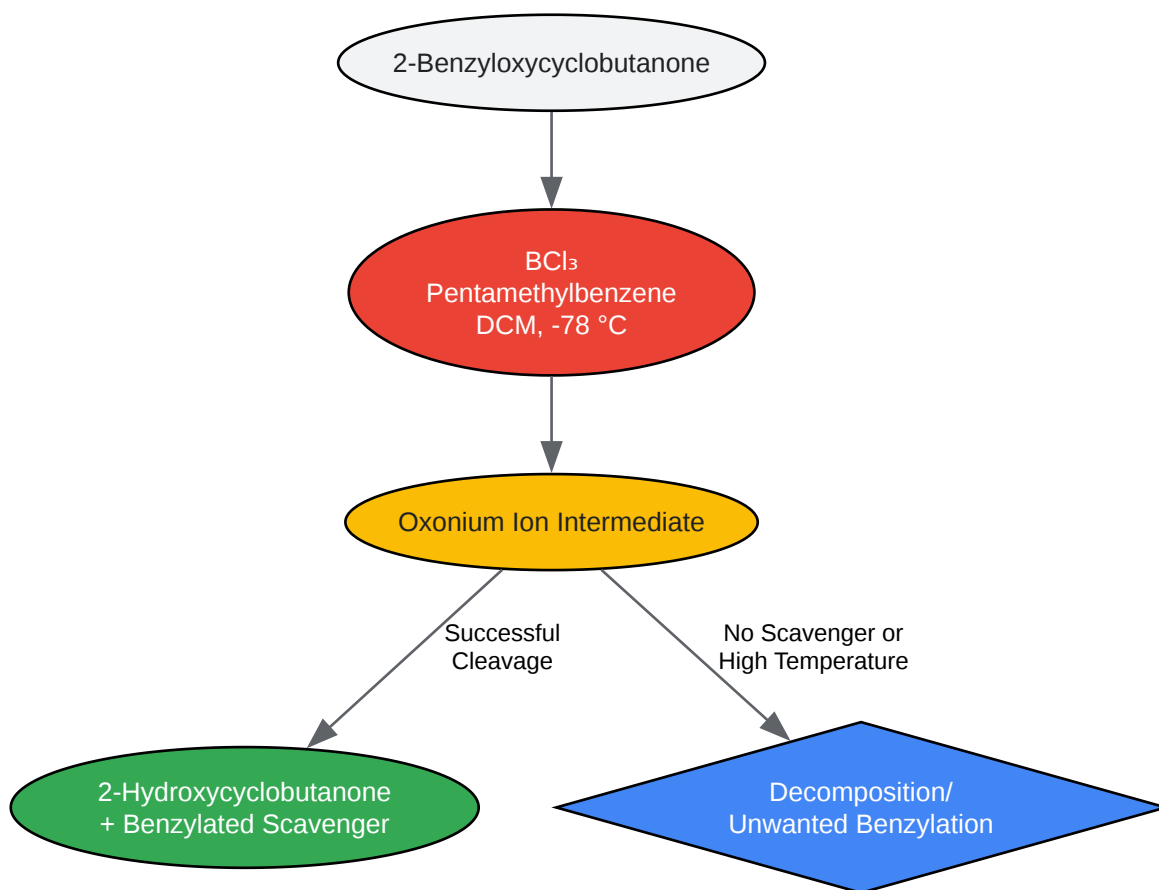 2-Benzyloxycyclobutanone
BCl₃
Pentamethylbenzene
DCM, -78 °C
Oxonium Ion Intermediate
Successful
Cleavage
No Scavenger or
High Temperature
2-Hydroxycyclobutanone
+ Benzylated Scavenger
Decomposition/
Unwanted Benzylation